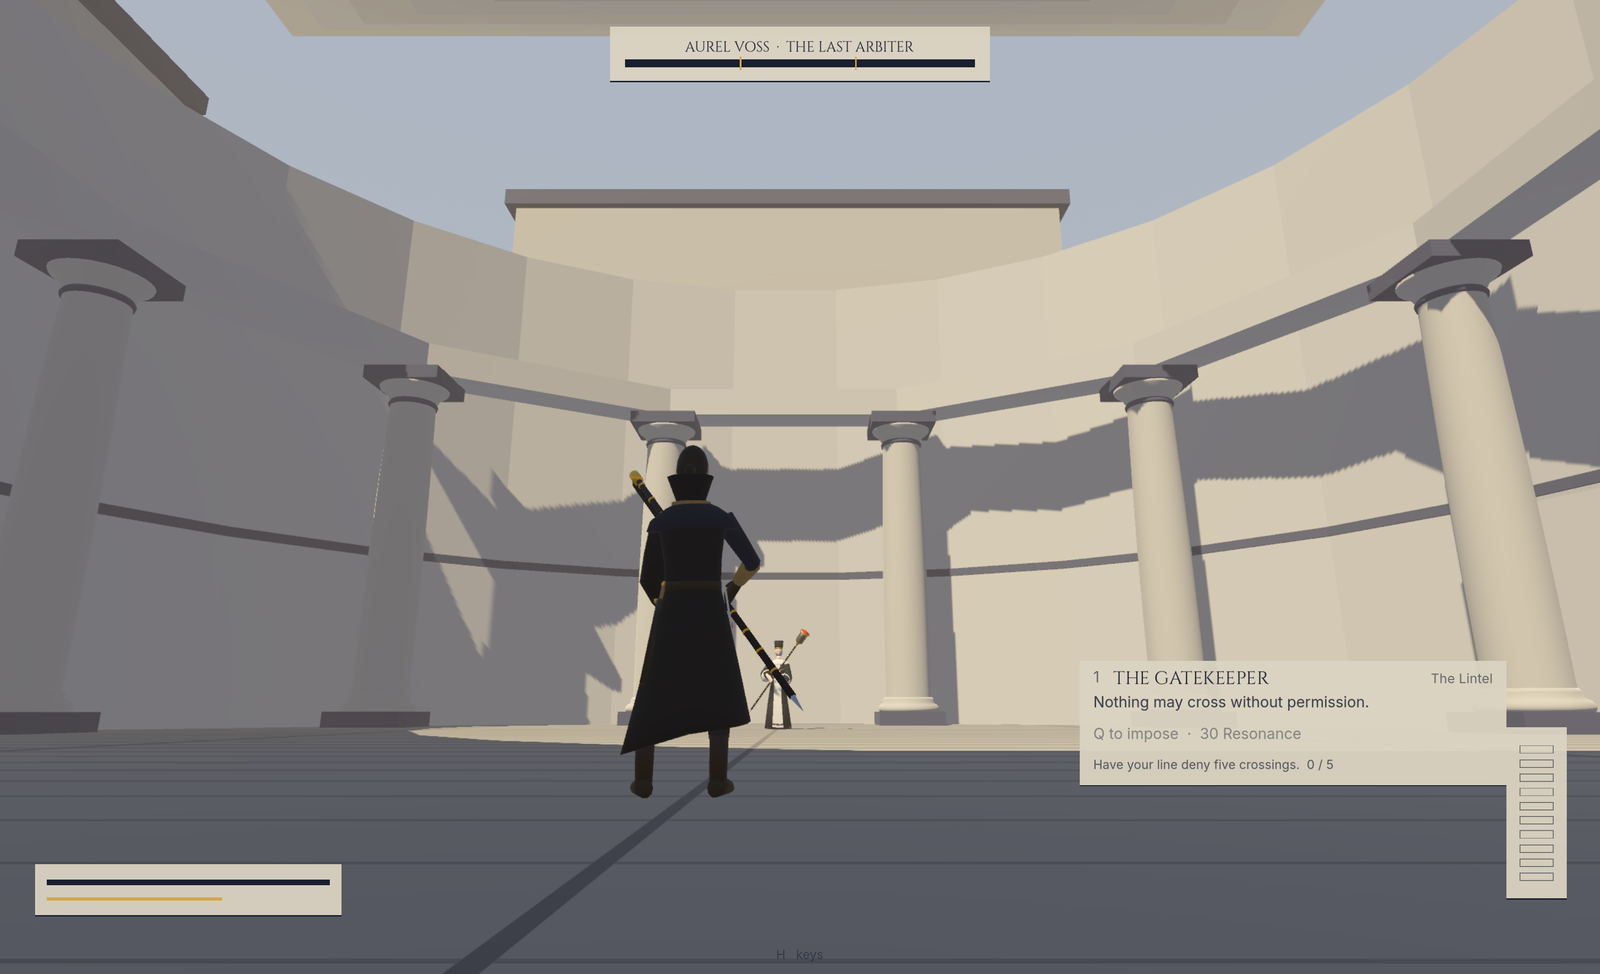 AUREL VOSS · THE LAST ARBITER
1 THE GATEKEEPER The Lintel
Nothing may cross without permission.
Q to impose · 30 Resonance
Have your line deny five crossings. 0 / 5
H keys